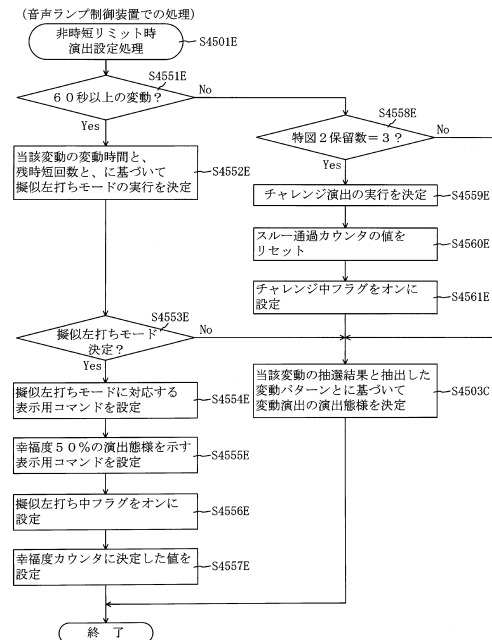 (音声ランプ制御装置での処理)
非時短リミット時
演出設定処理
S4501E
S4551E
60秒以上の変動?
No
Yes
当該変動の変動時間と、
残時短回数と、に基づいて
擬似左打ちモードの実行を決定
S4552E
S4558E
特図2保留数=3?
No
Yes
チャレンジ演出の実行を決定
S4559E
スルー通過カウンタの値を
リセット
S4560E
チャレンジ中フラグをオンに
設定
S4561E
S4553E
擬似左打ちモード
決定?
No
Yes
擬似左打ちモードに対応する
表示用コマンドを設定
S4554E
幸福度50%の演出態様を示す
表示用コマンドを設定
S4555E
擬似左打ち中フラグをオンに
設定
S4556E
幸福度カウンタに決定した値を
設定
S4557E
当該変動の抽選結果と抽出した
変動パターンとに基づいて
変動演出の演出態様を決定
S4503C
終了